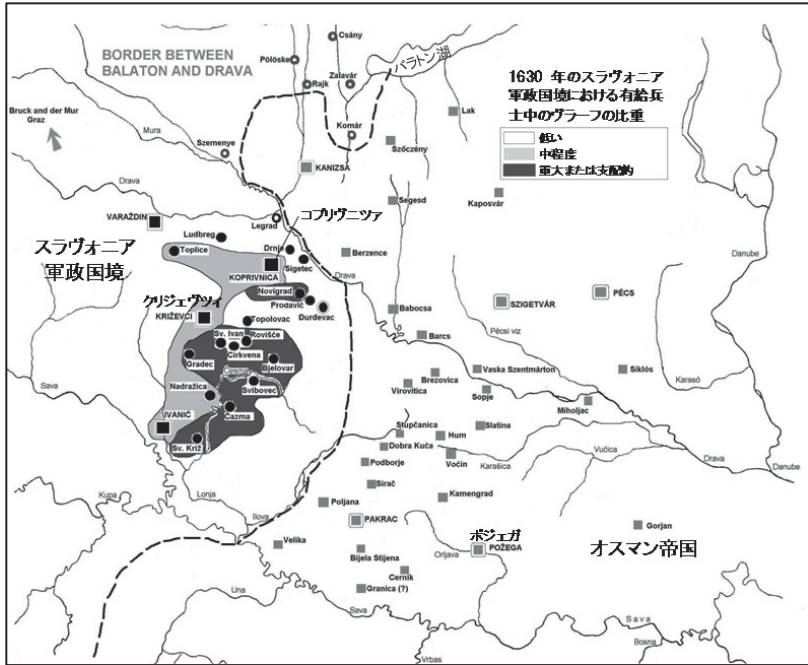 BORDER BETWEEN
BALATON AND DRAVA
Csány
Pölöske
バラトン湖
Rajk
Zalavár
Bruck and der Mur
Graz
Mura
Komár
Lak
Szemenye
Szőczény
KANIZSA
1630 年のスラヴォニア
軍政国境における有給兵
士中のヴラーフの比重
低い
中程度
重大または支配的
Drava
VARAŽDIN
Legrad
コプリヴニツァ
Segesd
Kaposvár
Danube
スラヴォニア
軍政国境
Ludbreg
Toplice
Drnje
Sigetec
KOPRIVNICA
Berzence
Drava
クリジェヴツィ
KRIŽEVCI
Novigrad
Prodavič
Đurđevac
Topolovac
SZIGETVÁR
PÉCS
Babocsa
Pécsi víz
Sv. Ivan
Rovišće
Cirkvena
Gradec
Bjelovar
Barcs
Sava
Česma
Nadražica
Svibovec
Čazma
Virovitica
Brezovica
Vaska Szentmárton
Sopje
Siklós
Karasó
Miholjac
IVANIĆ
Sv. Križ
Stupčanica
Slatina
Dobra Kuča
Hum
Podborje
Voćin
Karašica
Vučica
Drava
Danube
Kupa
Lonja
Sirač
Ilova
Poljana
Kamengrad
PAKRAC
Gorjan
Velika
ポジェガ
POŽEGA
オスマン帝国
Bijela Stijena
Orljava
Cernik
Granica (?)
Una
Sava
Sava
Vrbas
Bosna